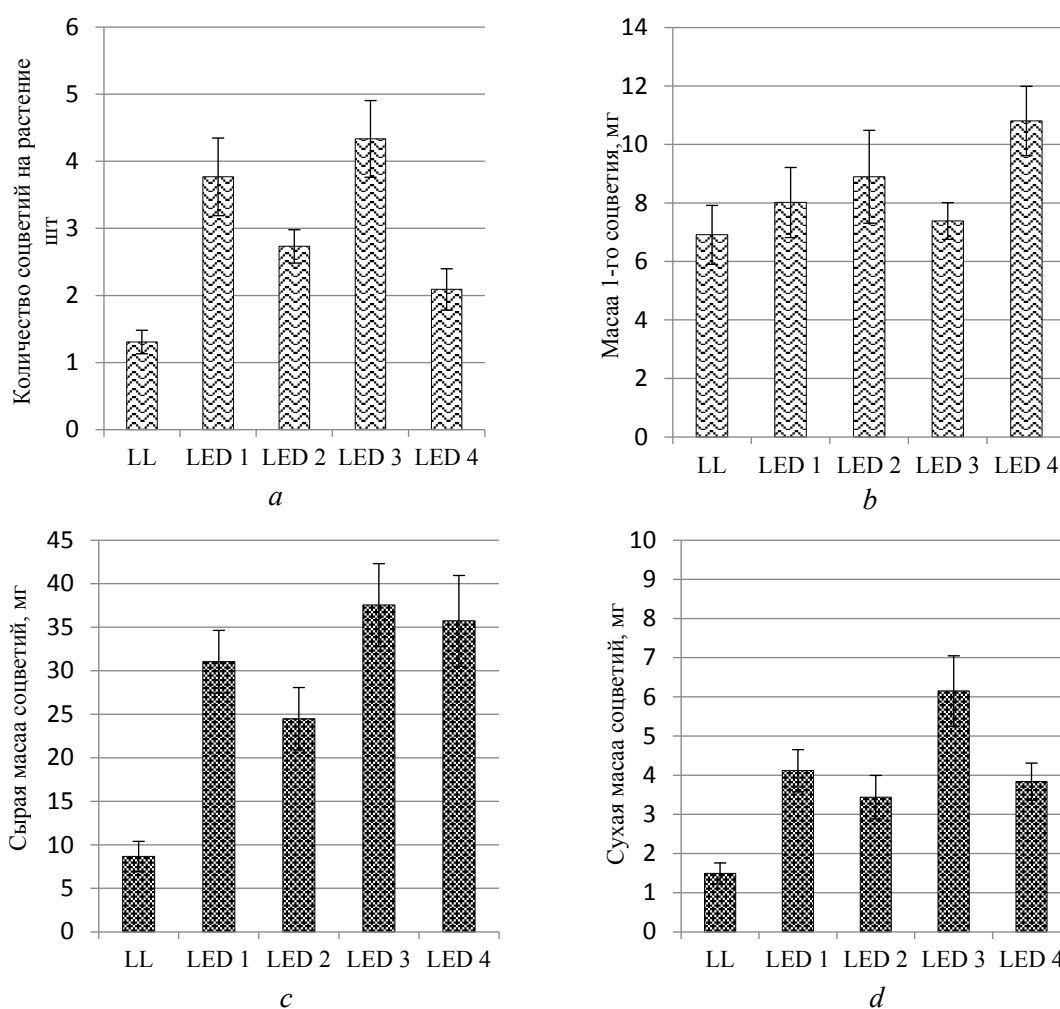 Количество соцветий на растение
шт
6
5
4
3
2
1
0
LL LED 1 LED 2 LED 3 LED 4
a
Масаа 1-го соцветия, мг
14
12
10
8
6
4
2
0
LL LED 1 LED 2 LED 3 LED 4
b
Сырая масаа соцветий, мг
45
40
35
30
25
20
15
10
5
0
LL LED 1 LED 2 LED 3 LED 4
c
Сухая масаа соцветий, мг
10
9
8
7
6
5
4
3
2
1
0
LL LED 1 LED 2 LED 3 LED 4
d